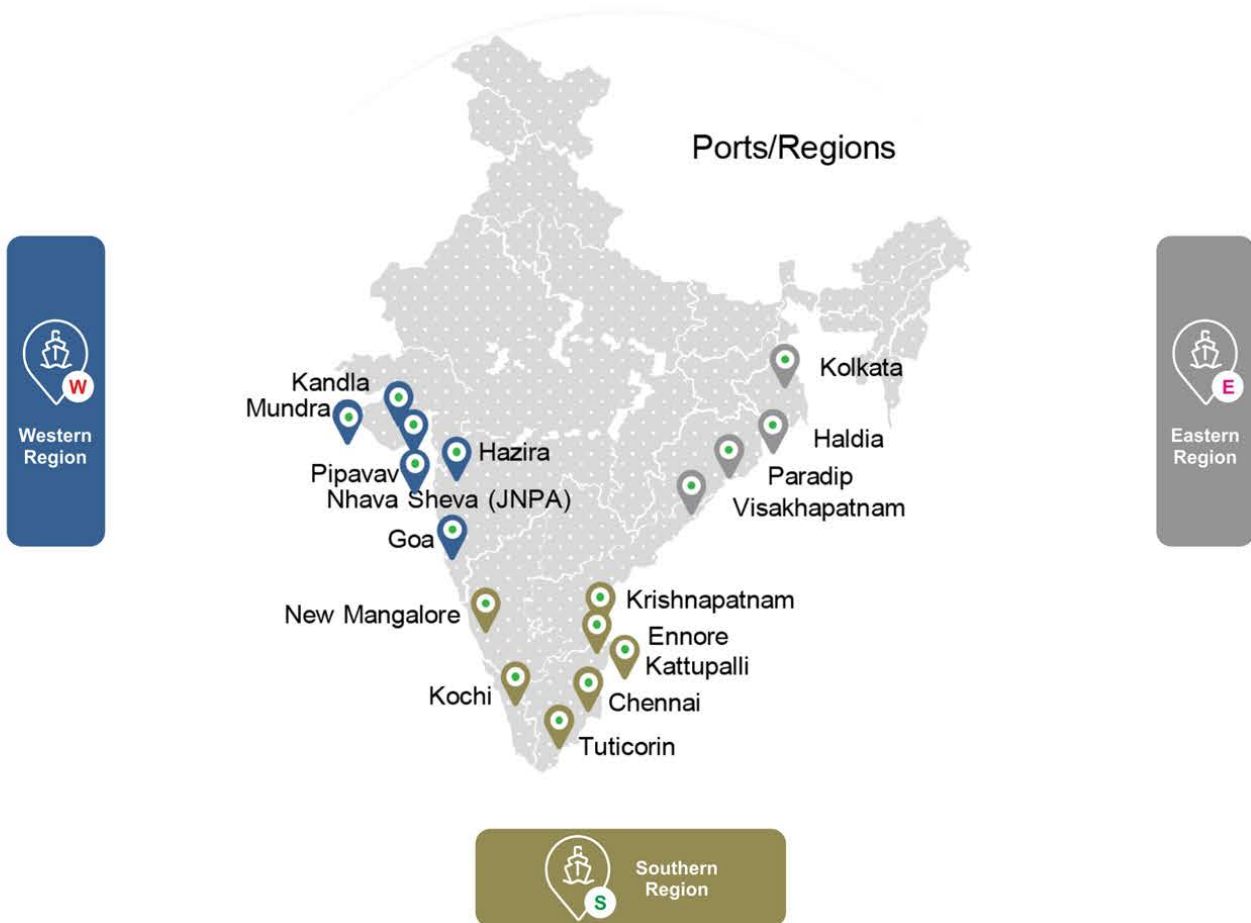 Ports/Regions
W
Western
Region
E
Eastern
Region
Kandla
Mundra
Pipavav
Hazira
Nhava Sheva (JNPA)
Goa
Kolkata
Haldia
Paradip
Visakhapatnam
New Mangalore
Kochi
Krishnapatnam
Ennore
Kattupalli
Chennai
Tuticorin
S
Southern
Region